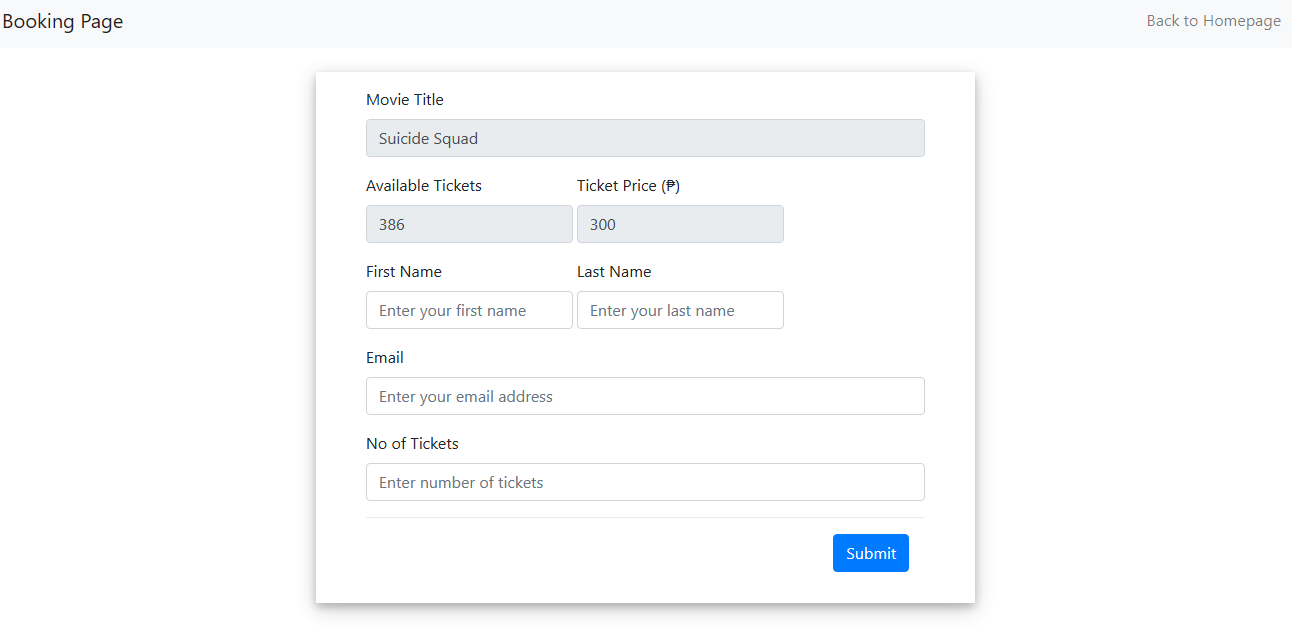 Booking Page
Back to Homepage
Movie Title
Suicide Squad
Available Tickets
Ticket Price (₱)
386
300
First Name
Last Name
Enter your first name
Enter your last name
Email
Enter your email address
No of Tickets
Enter number of tickets
Submit